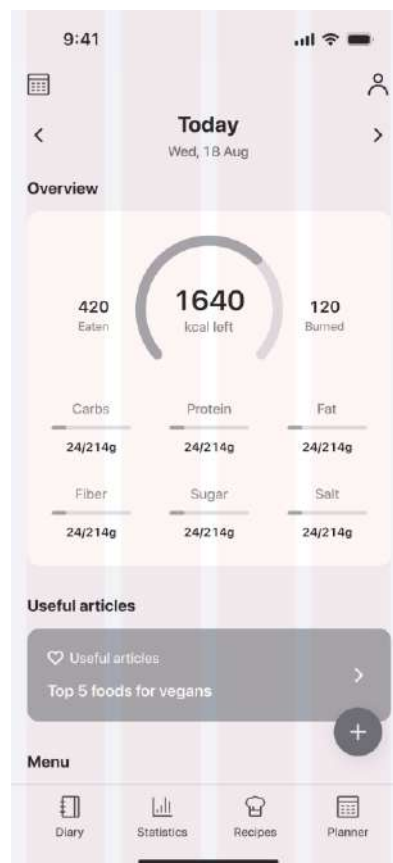 9:41
Today
Wed, 18 Aug
Overview
420
Eaten
1640
kcal left
120
Burned
Carbs
Protein
Fat
24/214g
24/214g
24/214g
Fiber
Sugar
Salt
24/214g
24/214g
24/214g
Useful articles
Useful articles
Top 5 foods for vegans
+
Menu
Diary
Statistics
Recipes
Planner